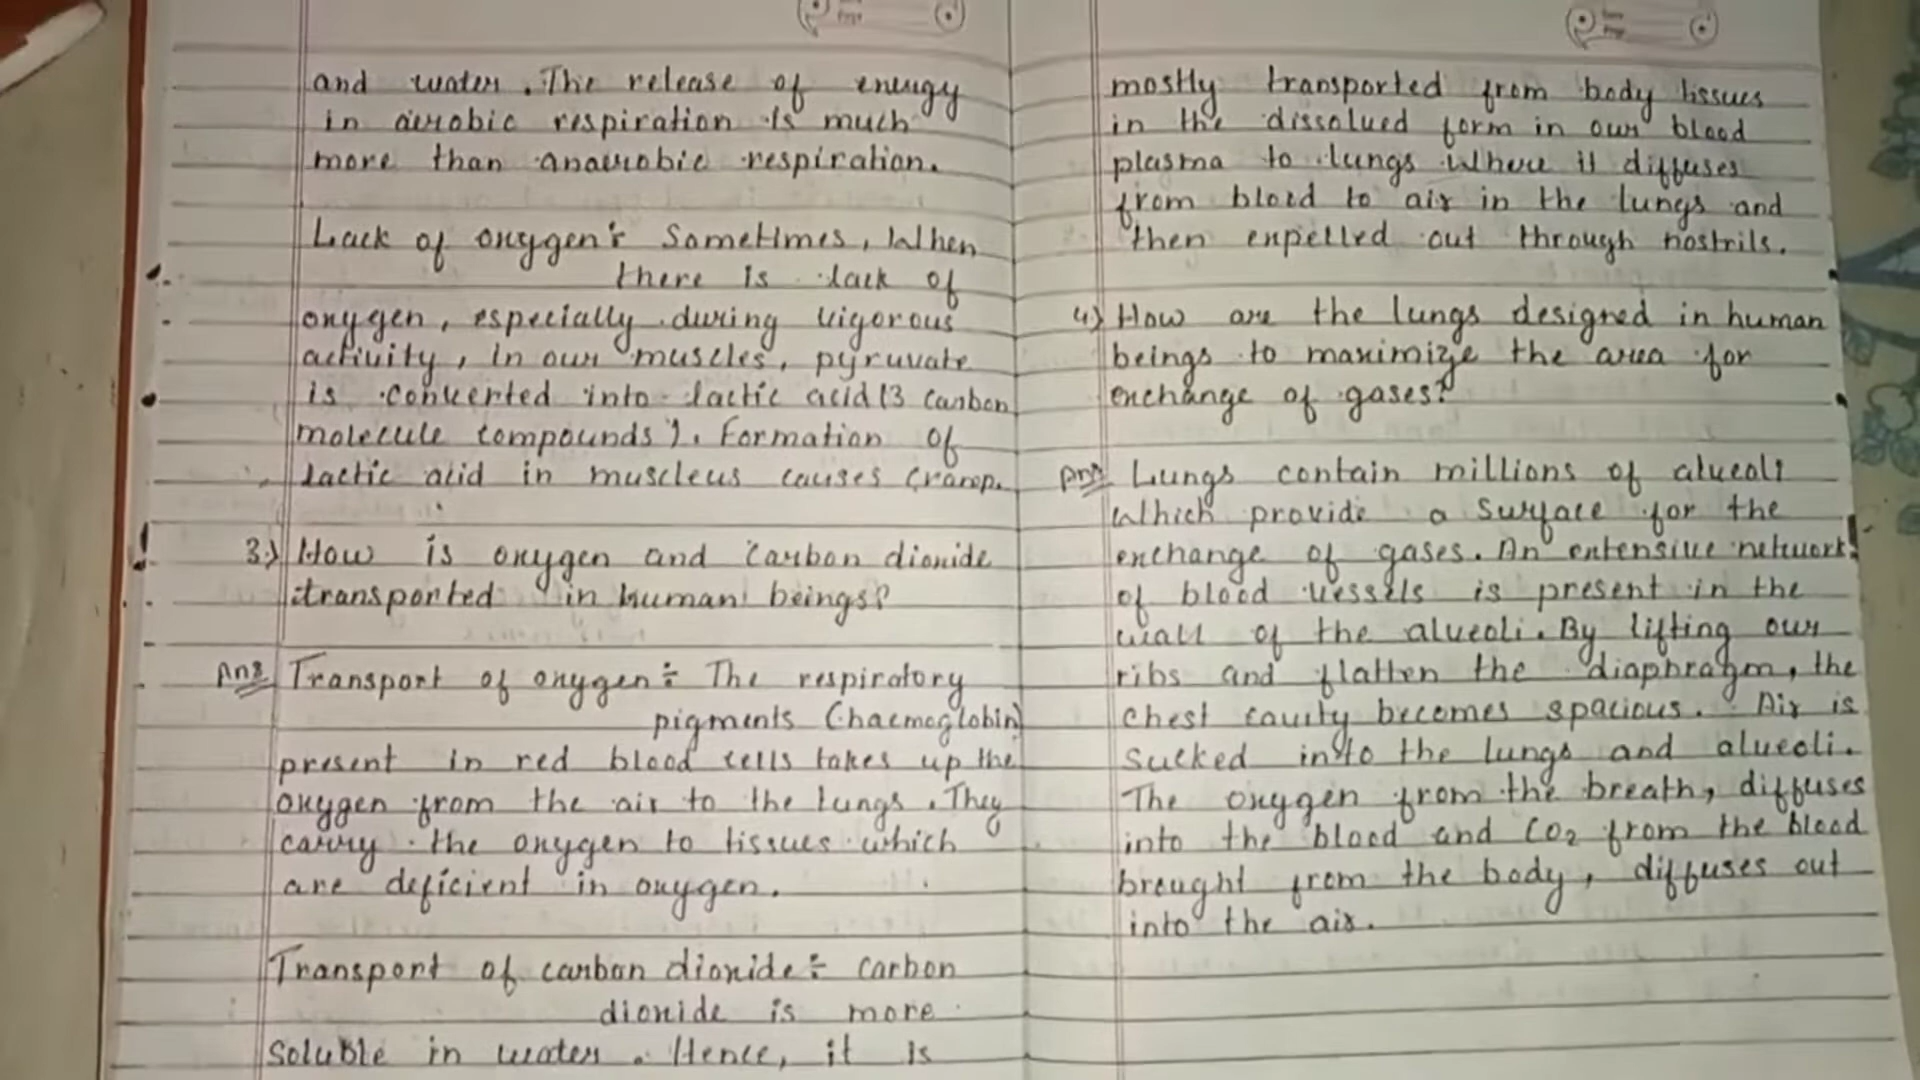 and water. The release of energy
in aerobic respiration is much
more than anaerobic respiration.
Lack of oxygen:- Sometimes, When
there is lack of
oxygen, especially during vigorous
activity, in our muscles, pyruvate
is converted into lactic acid (3 carbon
molecule compounds). Formation of
lactic acid in muscleus causes cramp.
3.) How is oxygen and carbon dioxide
transported in human beings?
Ans Transport of oxygen:- The respiratory
pigments (haemoglobin)
present in red blood cells takes up the
oxygen from the air to the lungs. They
carry the oxygen to tissues which
are deficient in oxygen.
Transport of carbon dioxide:- carbon
dioxide is more
soluble in water. Hence, it is
mostly transported from body tissues
in the dissolved form in our blood
plasma to lungs where it diffuses
from blood to air in the lungs and
then expelled out through nostrils.
4.) How are the lungs designed in human
beings to maximize the area for
exchange of gases?
Ans Lungs contain millions of alveoli
Which provide a surface for the
exchange of gases. An extensive network
of blood vessels is present in the
wall of the alveoli. By lifting our
ribs and flatten the diaphragm, the
chest cavity becomes spacious. Air is
sucked into the lungs and alveoli.
The oxygen from the breath, diffuses
into the blood and CO2 from the blood
brought from the body, diffuses out
into the air.